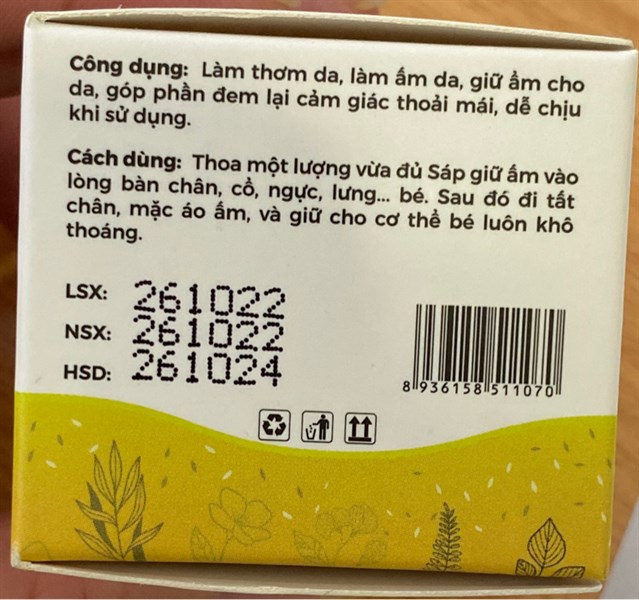 Công dụng: Làm thơm da, làm ấm da, giữ ẩm cho
da, góp phần đem lại cảm giác thoải mái, dễ chịu
khi sử dụng.
Cách dùng: Thoa một lượng vừa đủ Sáp giữ ấm vào
lòng bàn chân, cổ, ngực, lưng... bé. Sau đó đi tất
chân, mặc áo ấm, và giữ cho cơ thể bé luôn khô
thoáng.
LSX: 261022
NSX: 261022
HSD: 261024
8 936158 511070